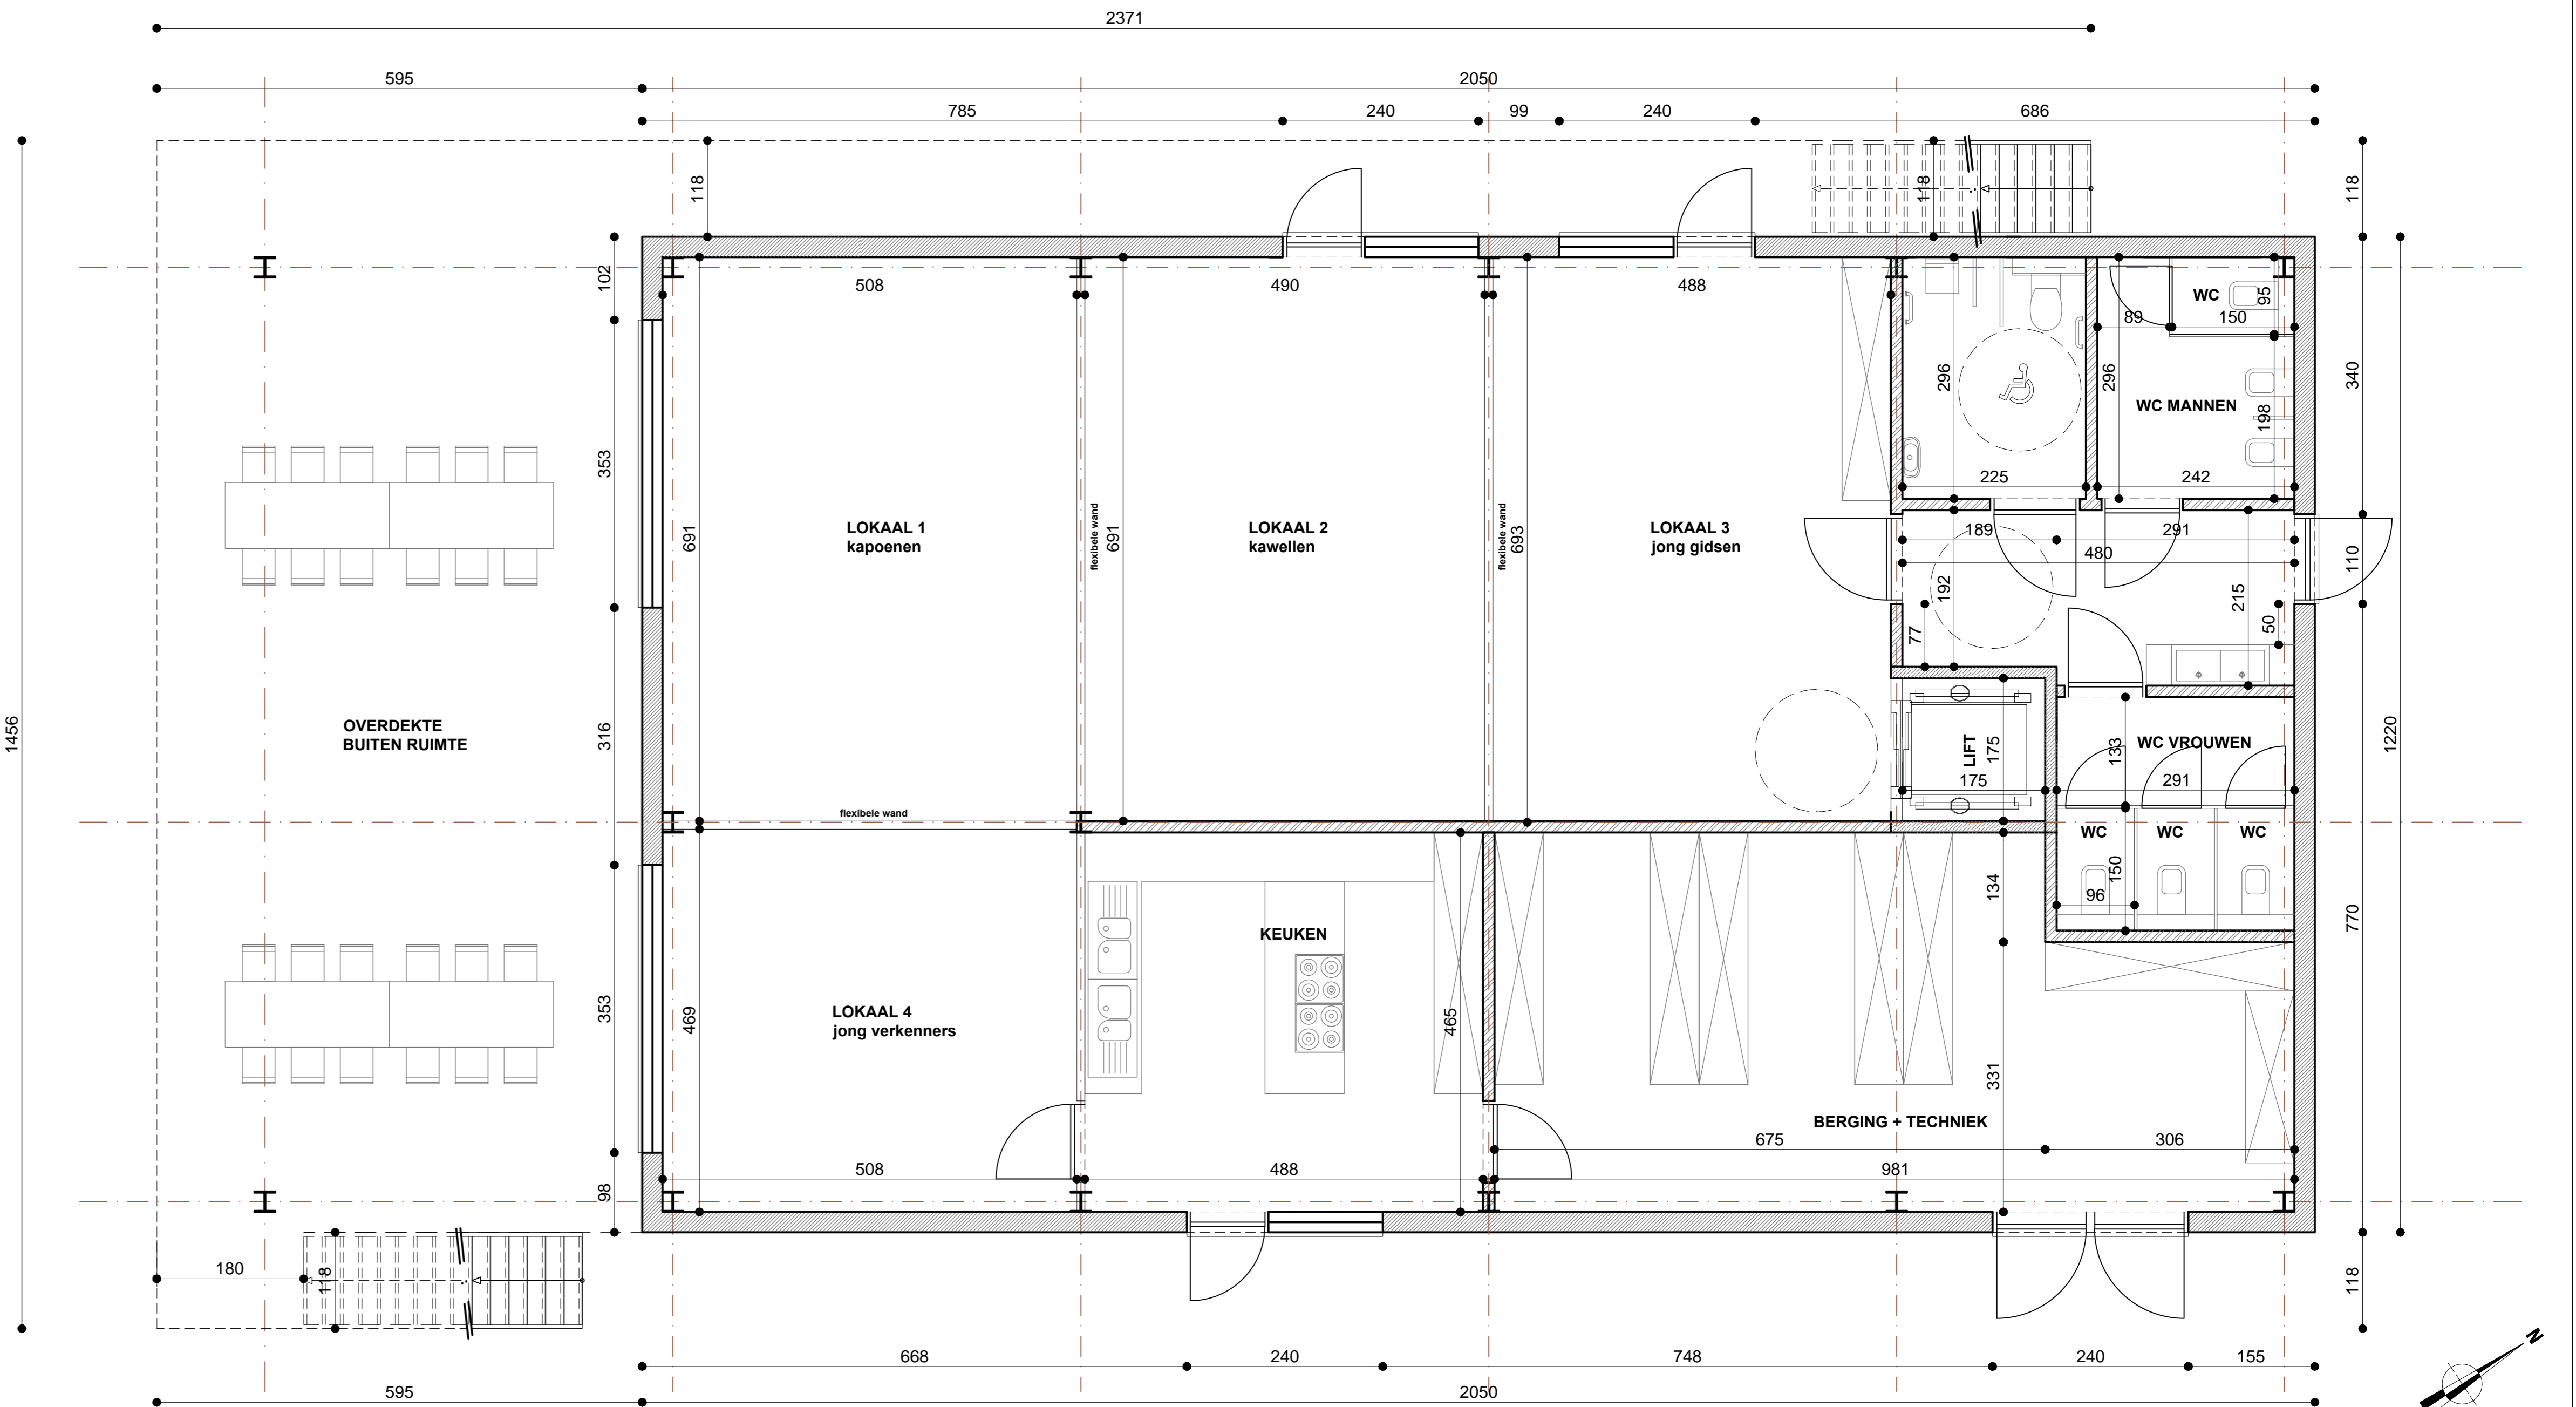 2371
595
2050
785
240
99
240
686
118
118
118
102
508
490
488
WC
95
89
150
353
296
296
340
WC MANNEN
198
225
242
LOKAAL 1
kapoenen
691
flexibele wand
691
LOKAAL 2
kawellen
flexibele wand
693
LOKAAL 3
jong gidsen
189
291
480
110
192
215
77
50
1456
OVERDEKTE
BUITEN RUIMTE
316
1220
LIFT
175
175
WC VROUWEN
133
291
flexibele wand
WC
WC
WC
150
96
134
770
KEUKEN
353
469
LOKAAL 4
jong verkenners
465
331
BERGING + TECHNIEK
675
306
508
488
981
98
180
118
118
N
668
240
748
240
155
595
2050